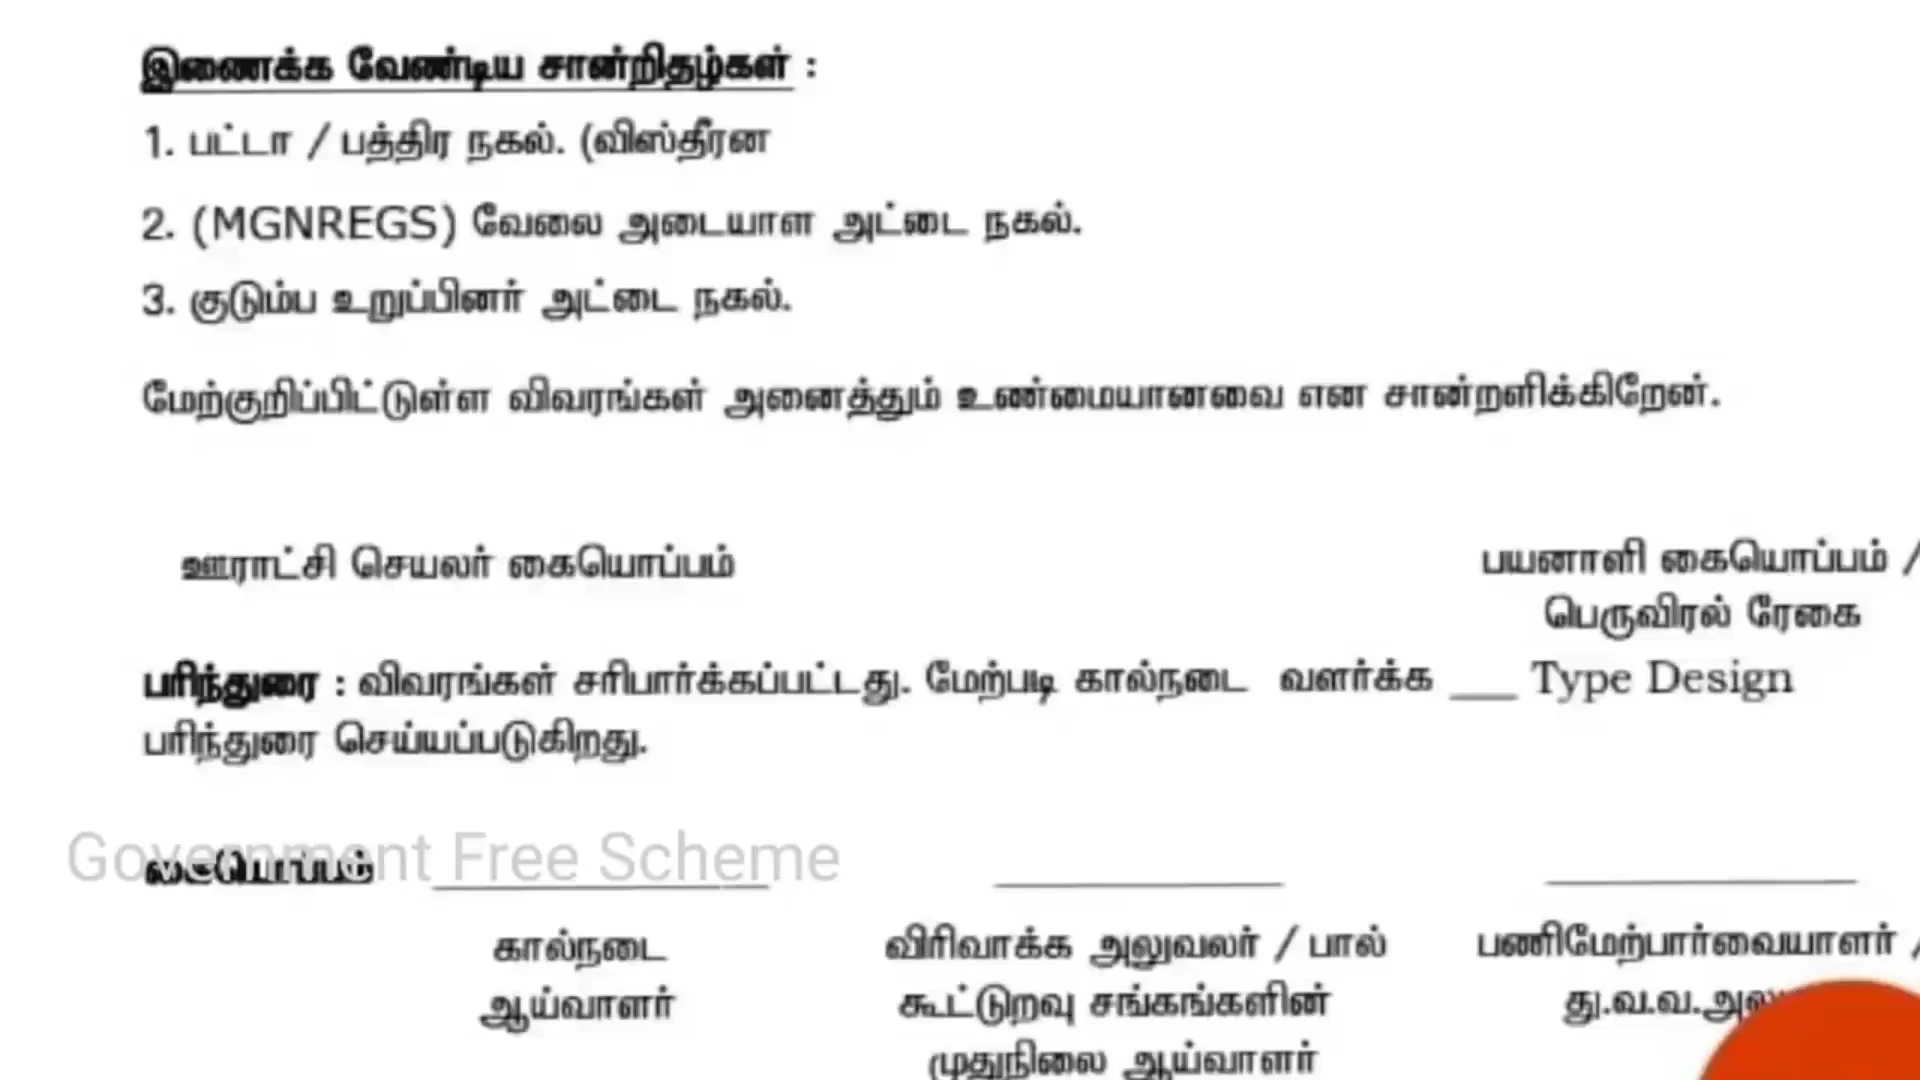 இணைக்க வேண்டிய சான்றிதழ்கள் :
1. பட்டா / பத்திர நகல். (விஸ்தீரன
2. (MGNREGS) வேலை அடையாள அட்டை நகல்.
3. குடும்ப உறுப்பினர் அட்டை நகல்.
மேற்குறிப்பிட்டுள்ள விவரங்கள் அனைத்தும் உண்மையானவை என சான்றளிக்கிறேன்.
ஊராட்சி செயலர் கையொப்பம்
பயனாளி கையொப்பம் /
பெருவிரல் ரேகை
பரிந்துரை : விவரங்கள் சரிபார்க்கப்பட்டது. மேற்படி கால்நடை வளர்க்க ___ Type Design
பரிந்துரை செய்யப்படுகிறது.
Government Free Scheme
கையொப்பம்
கால்நடை
ஆய்வாளர்
விரிவாக்க அலுவலர் / பால்
கூட்டுறவு சங்கங்களின்
முதுநிலை ஆய்வாளர்
பணிமேற்பார்வையாளர் /
து.வ.வ.அலு